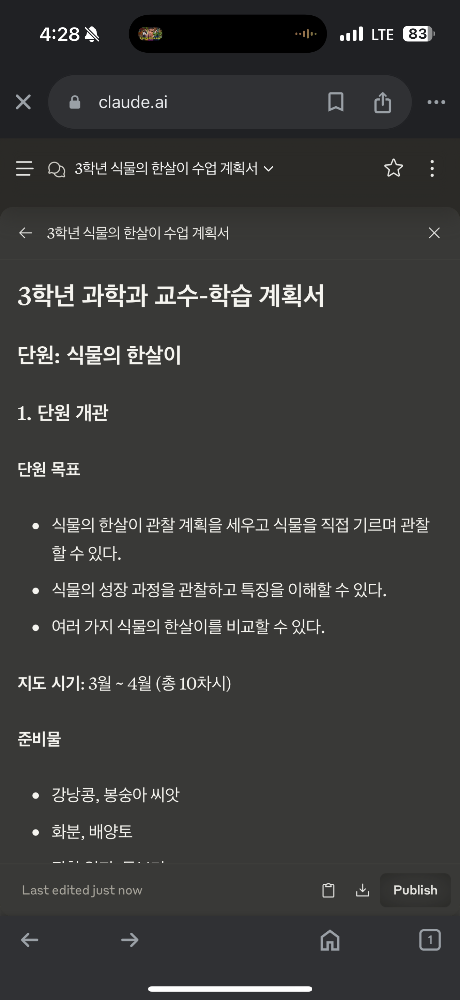 4:28
LTE
83
claude.ai
3학년 식물의 한살이 수업 계획서
3학년 식물의 한살이 수업 계획서
3학년 과학과 교수-학습 계획서
단원: 식물의 한살이
1. 단원 개관
단원 목표
식물의 한살이 관찰 계획을 세우고 식물을 직접 기르며 관찰
할 수 있다.
식물의 성장 과정을 관찰하고 특징을 이해할 수 있다.
여러 가지 식물의 한살이를 비교할 수 있다.
지도 시기: 3월 ~ 4월 (총 10차시)
준비물
강낭콩, 봉숭아 씨앗
화분, 배양토
Last edited just now
Publish
1